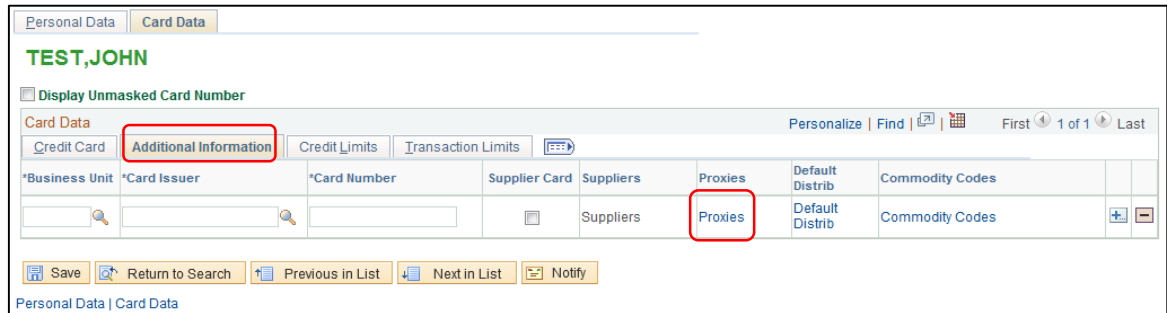 Personal Data Card Data
TEST,JOHN
Display Unmasked Card Number
Card Data Personalize | Find | | First 1 of 1 Last
Credit Card Additional Information Credit Limits Transaction Limits
*Business Unit *Card Issuer *Card Number Supplier Card Suppliers Proxies Default Distrib Commodity Codes
Suppliers Proxies Default Distrib Commodity Codes
Save Return to Search Previous in List Next in List Notify
Personal Data | Card Data